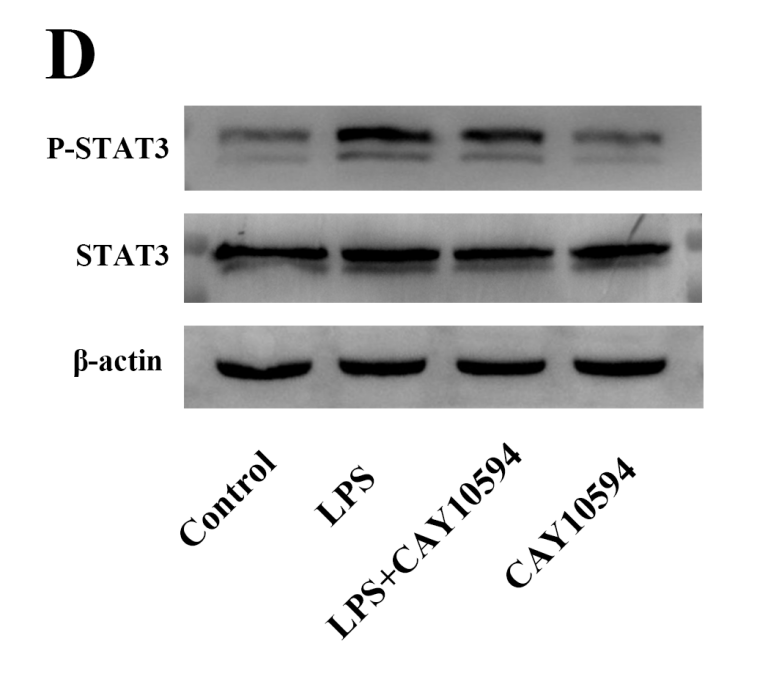 D
P-STAT3
STAT3
β-actin
Control
LPS
LPS+CAY10594
CAY10594